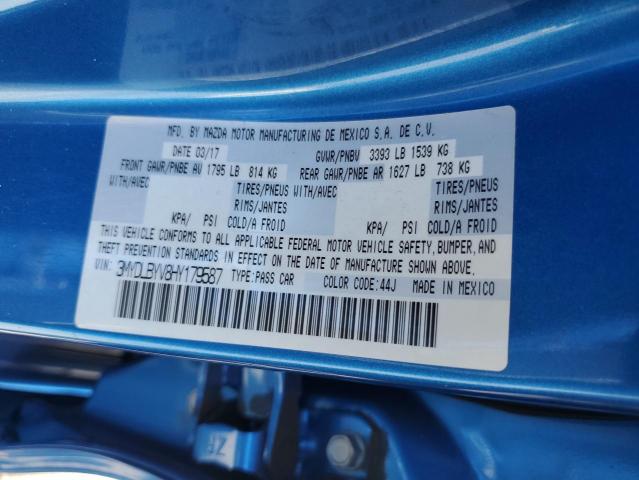 MFD. BY MAZDA MOTOR MANUFACTURING DE MEXICO S.A. DE C.V.
DATE 03/17 GVWR/PNBV 3393 LB 1539 KG
FRONT GAWR/PNBE AV 1795 LB 814 KG REAR GAWR/PNBE AR 1627 LB 738 KG
WITH/AVEC TIRES/PNEUS WITH/AVEC TIRES/PNEUS
RIMS/JANTES RIMS/JANTES
KPA/ PSI COLD/A FROID KPA/ PSI COLD/A FROID
THIS VEHICLE CONFORMS TO ALL APPLICABLE FEDERAL MOTOR VEHICLE SAFETY, BUMPER, AND
THEFT PREVENTION STANDARDS IN EFFECT ON THE DATE OF MANUFACTURE SHOWN ABOVE.
VIN: 3MYDLBYV8HY179587 TYPE:PASS CAR COLOR CODE:44J MADE IN MEXICO